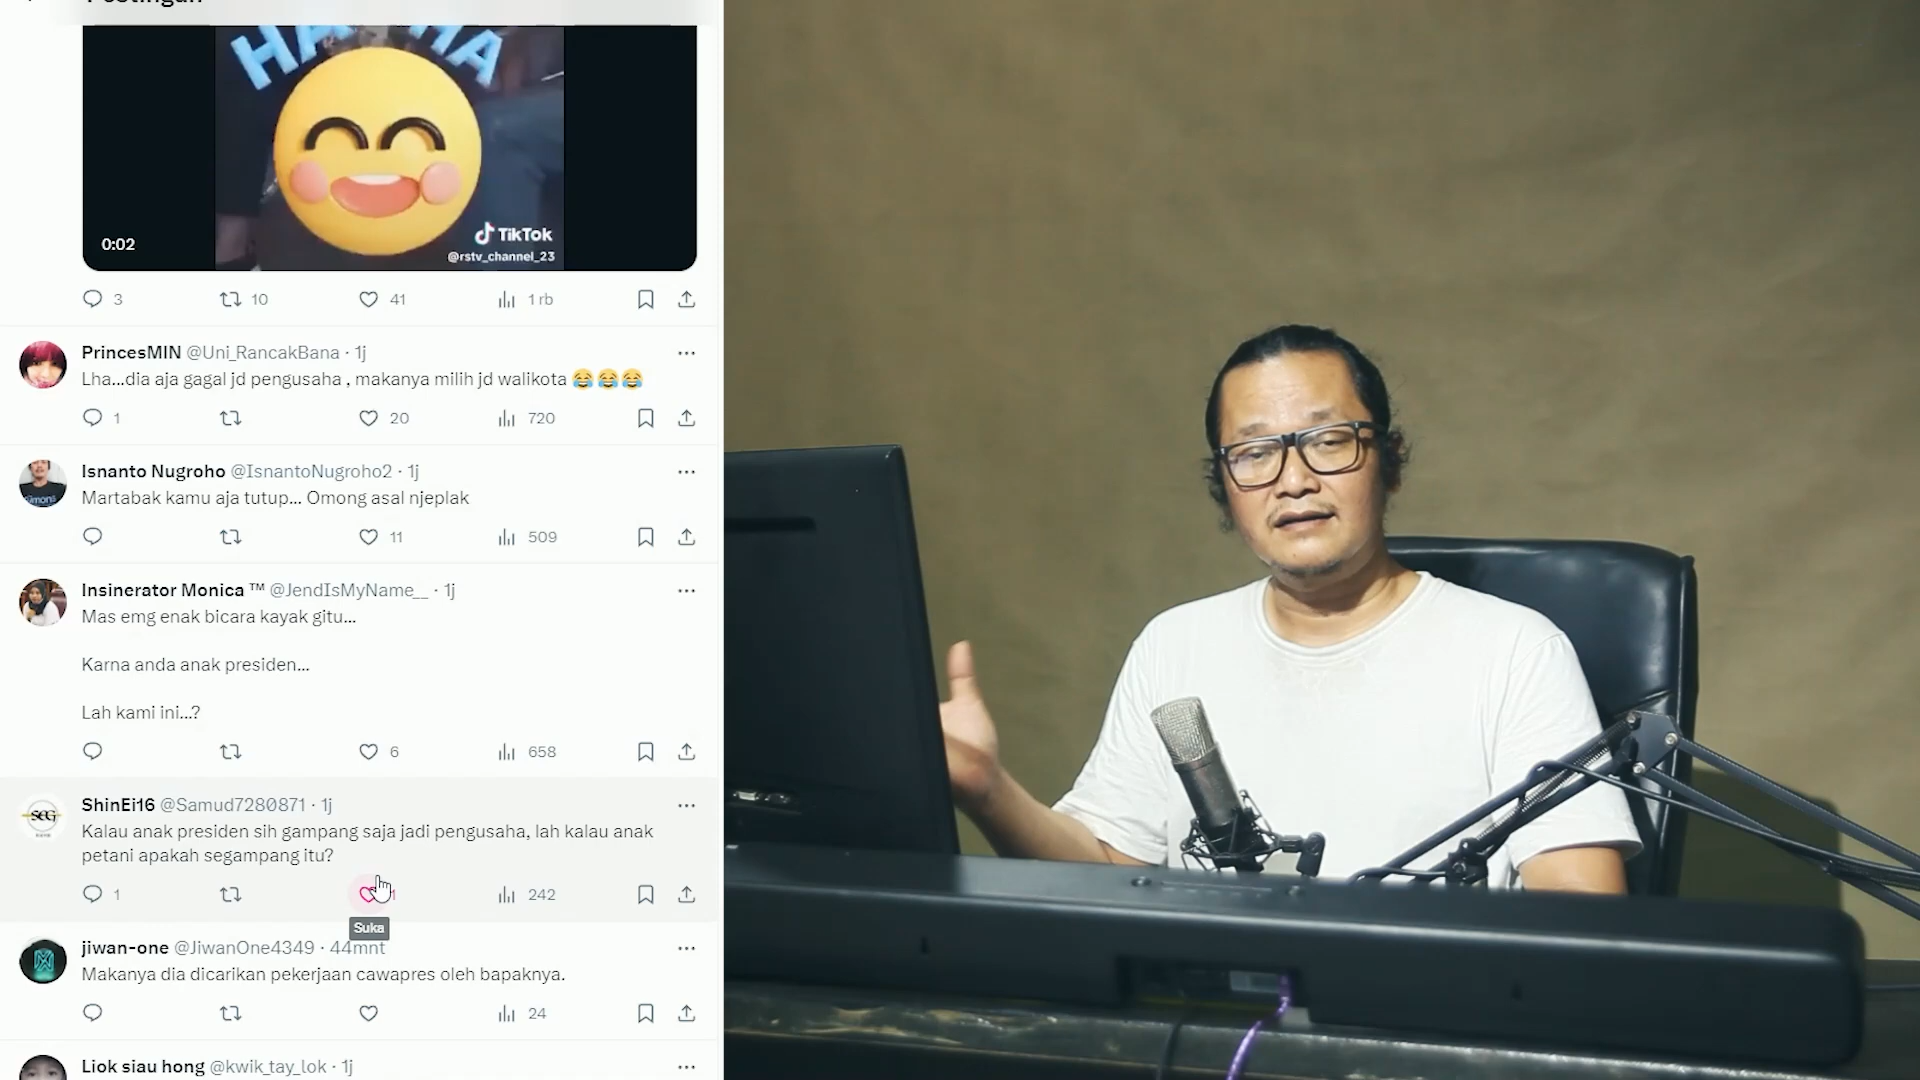 Postingan
HA HA
0:02
TikTok
@rstv_channel_23
3 10 41 1 rb
PrincesMIN @Uni_RancakBana · 1j
Lha...dia aja gagal jd pengusaha , makanya milih jd walikota 😂😂😂
1 20 720
Isnanto Nugroho @IsnantoNugroho2 · 1j
Martabak kamu aja tutup... Omong asal njeplak
11 509
Insinerator Monica ™ @JendIsMyName__ · 1j
Mas emg enak bicara kayak gitu...
Karna anda anak presiden...
Lah kami ini...?
6 658
SEG
ShinEi16 @Samud7280871 · 1j
Kalau anak presiden sih gampang saja jadi pengusaha, lah kalau anak
petani apakah segampang itu?
1 1 242
Suka
jiwan-one @JiwanOne4349 · 44mnt
Makanya dia dicarikan pekerjaan cawapres oleh bapaknya.
24
Liok siau hong @kwik_tay_lok · 1j